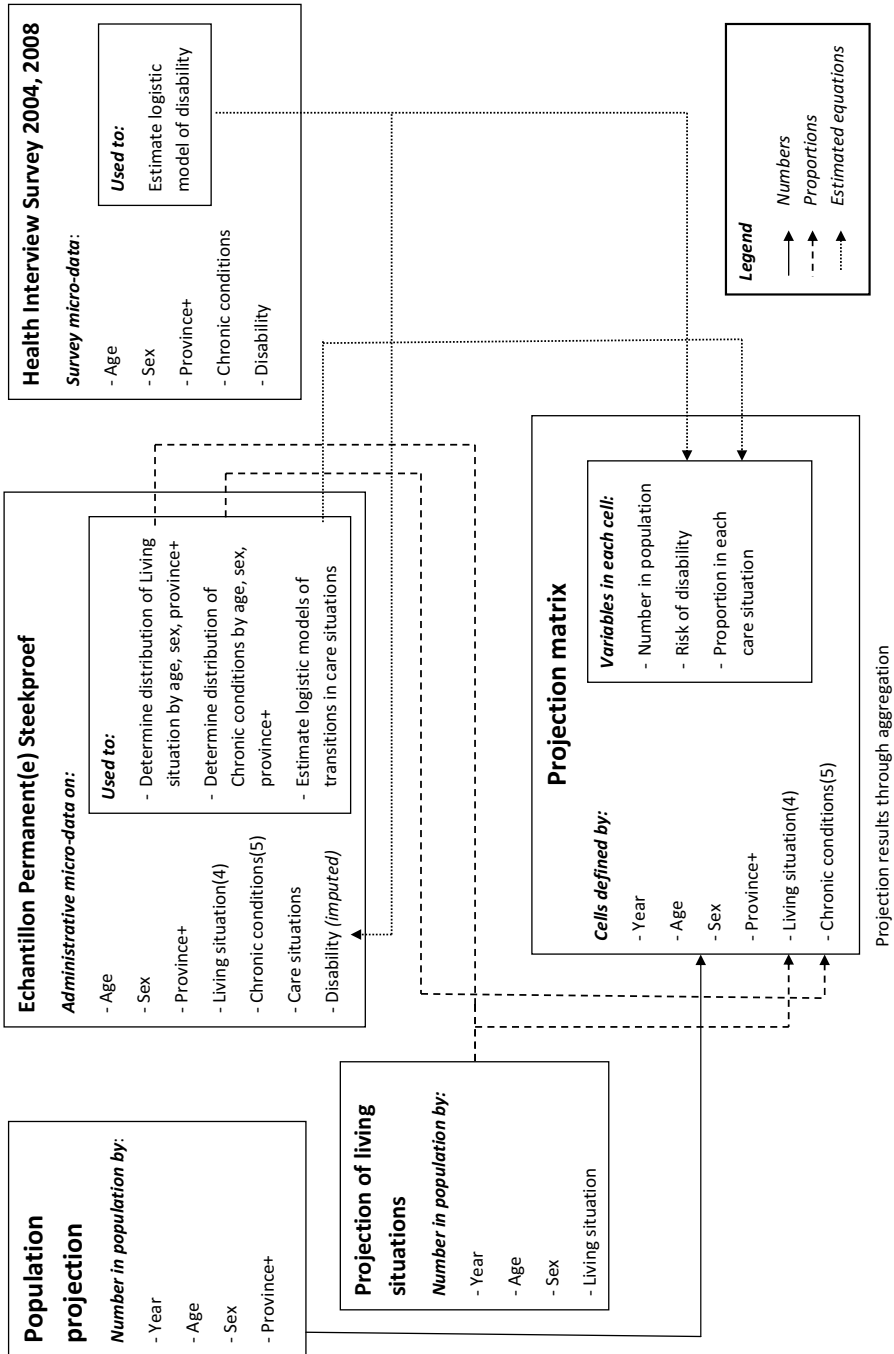 Population
projection
Number in population by:
- Year
- Age
- Sex
- Province+
Echantillon Permanent(e) Steekproef
Administrative micro-data on:
- Age
- Sex
- Province+
- Living situation(4)
- Chronic conditions(5)
- Care situations
- Disability (imputed)
Used to:
- Determine distribution of Living
situation by age, sex, province+
- Determine distribution of
Chronic conditions by age, sex,
province+
- Estimate logistic models of
transitions in care situations
Health Interview Survey 2004, 2008
Survey micro-data:
- Age
- Sex
- Province+
- Chronic conditions
- Disability
Used to:
Estimate logistic
model of disability
Projection of living
situations
Number in population by:
- Year
- Age
- Sex
- Living situation
Projection matrix
Cells defined by:
- Year
- Age
- Sex
- Province+
- Living situation(4)
- Chronic conditions(5)
Variables in each cell:
- Number in population
- Risk of disability
- Proportion in each
care situation
Projection results through aggregation
Legend
Numbers
Proportions
Estimated equations